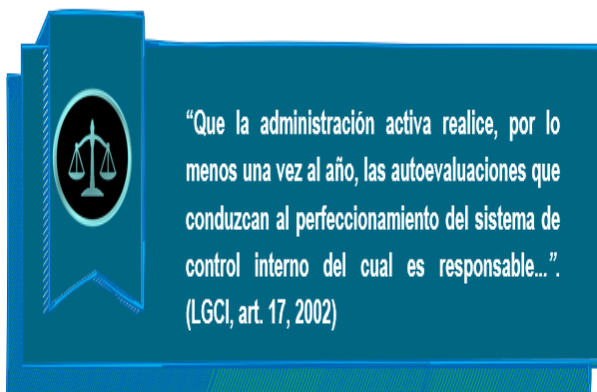 “Que la administración activa realice, por lo
menos una vez al año, las autoevaluaciones que
conduzcan al perfeccionamiento del sistema de
control interno del cual es responsable...”.
(LGCI, art. 17, 2002)